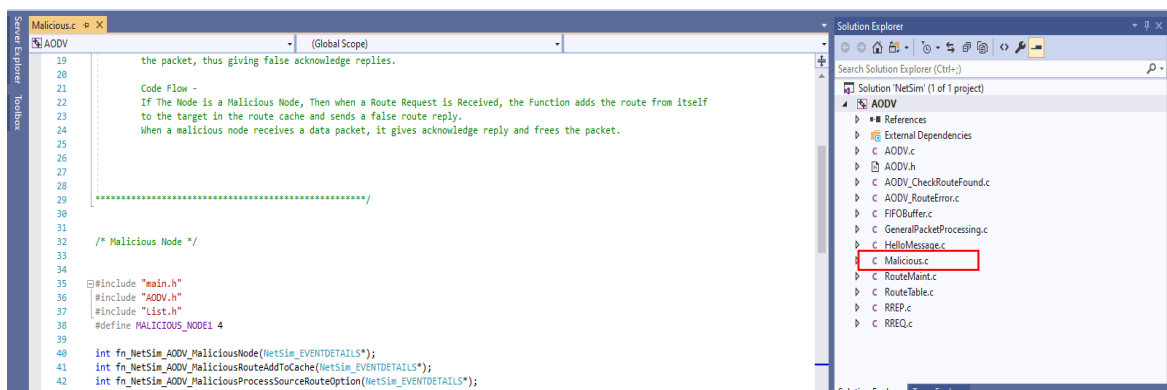 Server Explorer
Toolbox
Malicious.c
AODV
(Global Scope)
19 the packet, thus giving false acknowledge replies.
20
21 Code Flow -
22 If The Node is a Malicious Node, Then when a Route Request is Received, the Function adds the route from itself
23 to the target in the route cache and sends a false route reply.
24 When a malicious node receives a data packet, it gives acknowledge reply and frees the packet.
25
26
27
28
29 *****************************************************/
30
31
32 /* Malicious Node */
33
34
35 #include "main.h"
36 #include "AODV.h"
37 #include "List.h"
38 #define MALICIOUS_NODE1 4
39
40 int fn_NetSim_AODV_MaliciousNode(NetSim_EVENTDETAILS*);
41 int fn_NetSim_AODV_MaliciousRouteAddToCache(NetSim_EVENTDETAILS*);
42 int fn_NetSim_AODV_MaliciousProcessSourceRouteOption(NetSim_EVENTDETAILS*);
Solution Explorer
Search Solution Explorer (Ctrl+;)
Solution 'NetSim' (1 of 1 project)
AODV
References
External Dependencies
AODV.c
AODV.h
AODV_CheckRouteFound.c
AODV_RouteError.c
FIFOBuffer.c
GeneralPacketProcessing.c
HelloMessage.c
Malicious.c
RouteMaint.c
RouteTable.c
RREP.c
RREQ.c